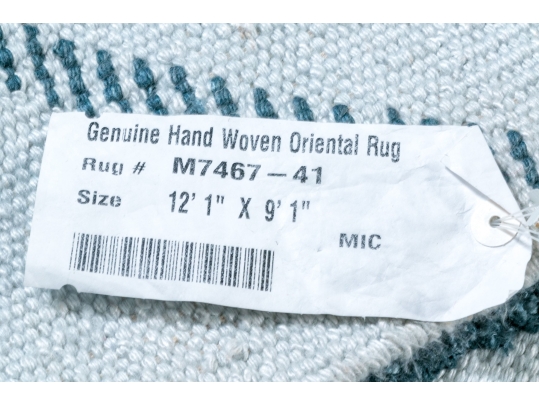 Genuine Hand Woven Oriental Rug
Rug # M7467-41
Size 12' 1" X 9' 1"
MIC